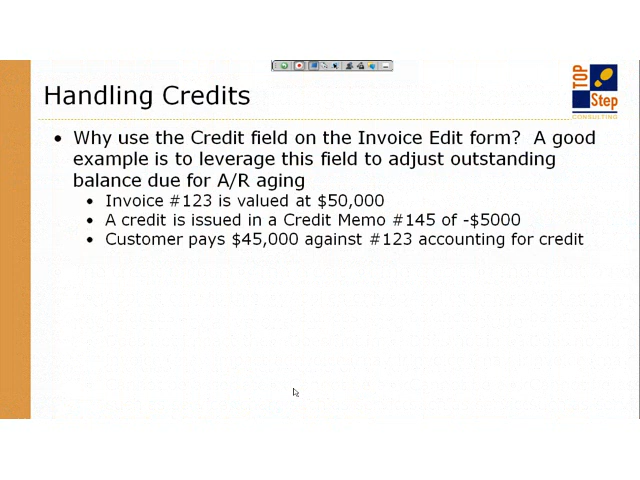 Handling Credits
TOP
Step
CONSULTING
• Why use the Credit field on the Invoice Edit form? A good
example is to leverage this field to adjust outstanding
balance due for A/R aging
• Invoice #123 is valued at $50,000
• A credit is issued in a Credit Memo #145 of -$5000
• Customer pays $45,000 against #123 accounting for credit